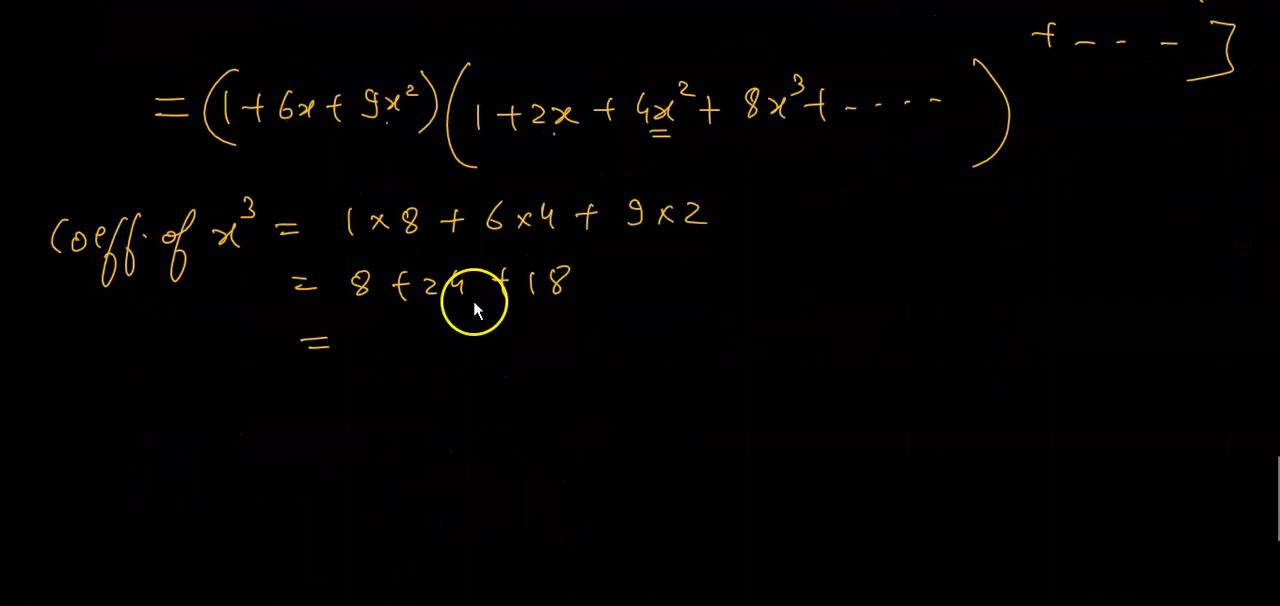 + - - - ]
= (1 + 6x + 9x² ) ( 1 + 2x + 4x² + 8x³ + - - - - )
Coeff. of x³ = 1 × 8 + 6 × 4 + 9 × 2
= 8 + 24 + 18
=